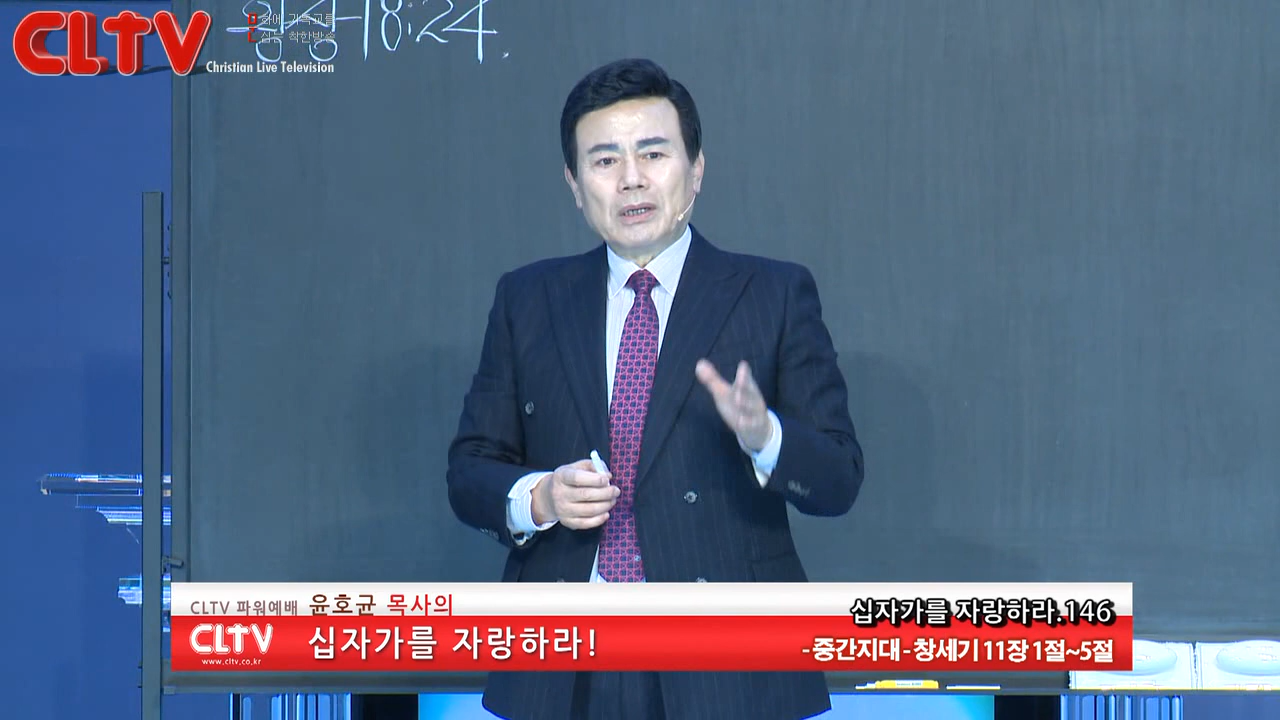 CLTV
Christian Live Television
18:24.
CLTV 파워예배 윤호균 목사의
CLTV
www.cltv.co.kr
십자가를 자랑하라!
십자가를 자랑하라.146
-중간지대-창세기 11장 1절~5절